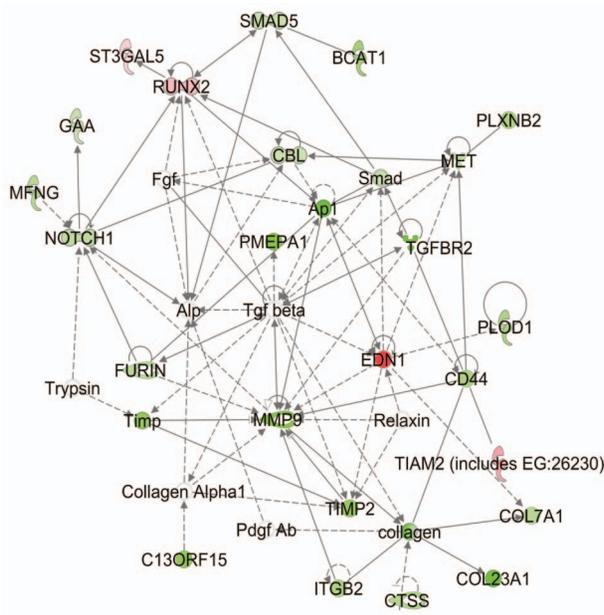 SMAD5
ST3GAL5
BCAT1
RUNX2
GAA
PLXNB2
CBL
MET
Fgf
Smad
MFNG
Ap1
NOTCH1
PMEPA1
TGFBR2
Alp
Tgf beta
PLOD1
FURIN
EDN1
CD44
Trypsin
Timp
MMP9
Relaxin
TIAM2 (includes EG:26230)
Collagen Alpha1
TIMP2
COL7A1
Pdgf Ab
collagen
C13ORF15
ITGB2
COL23A1
CTSS